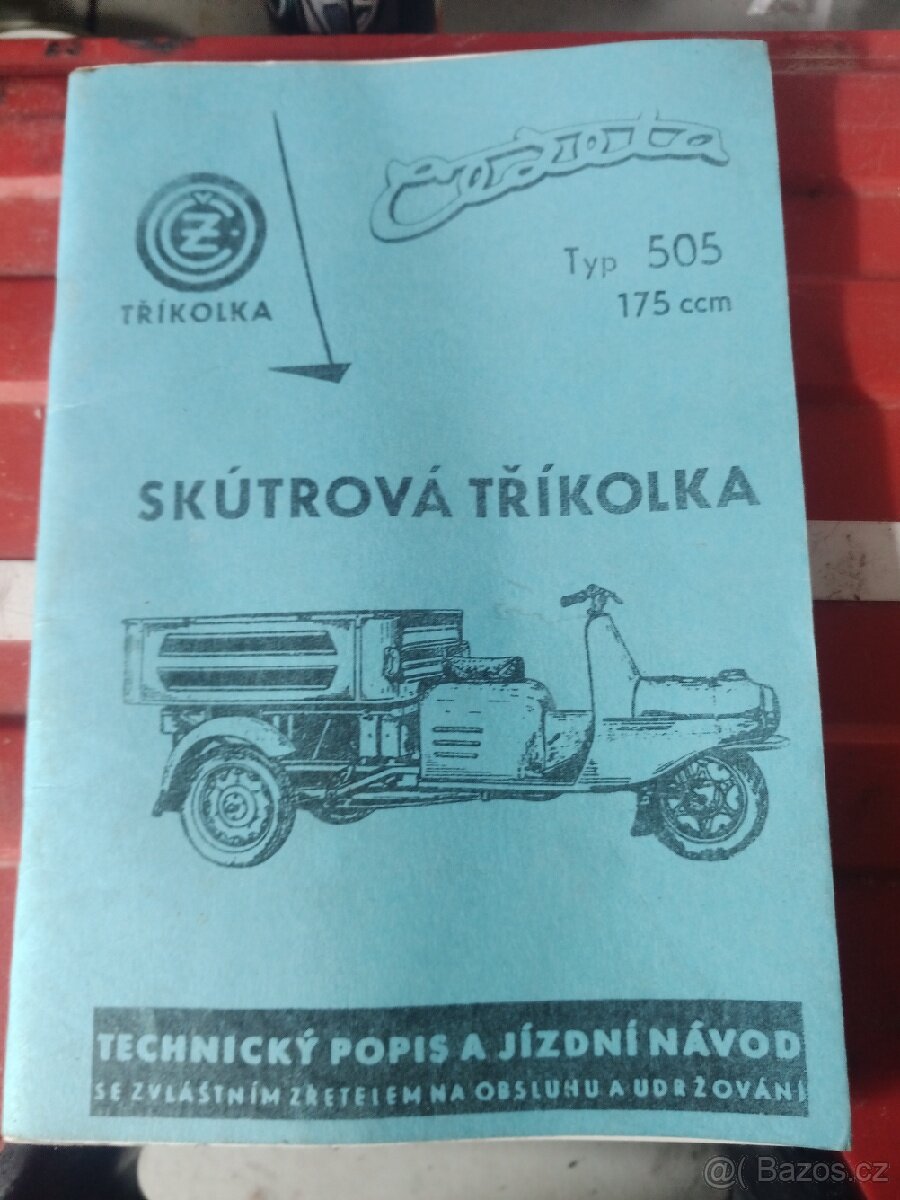 ČZ
TŘÍKOLKA
Čezeta
Typ 505
175 ccm
SKÚTROVÁ TŘÍKOLKA
TECHNICKÝ POPIS A JÍZDNÍ NÁVOD
SE ZVLÁŠTNÍM ZŘETELEM NA OBSLUHU A UDRŽOVÁNÍ
@( Bazos.cz